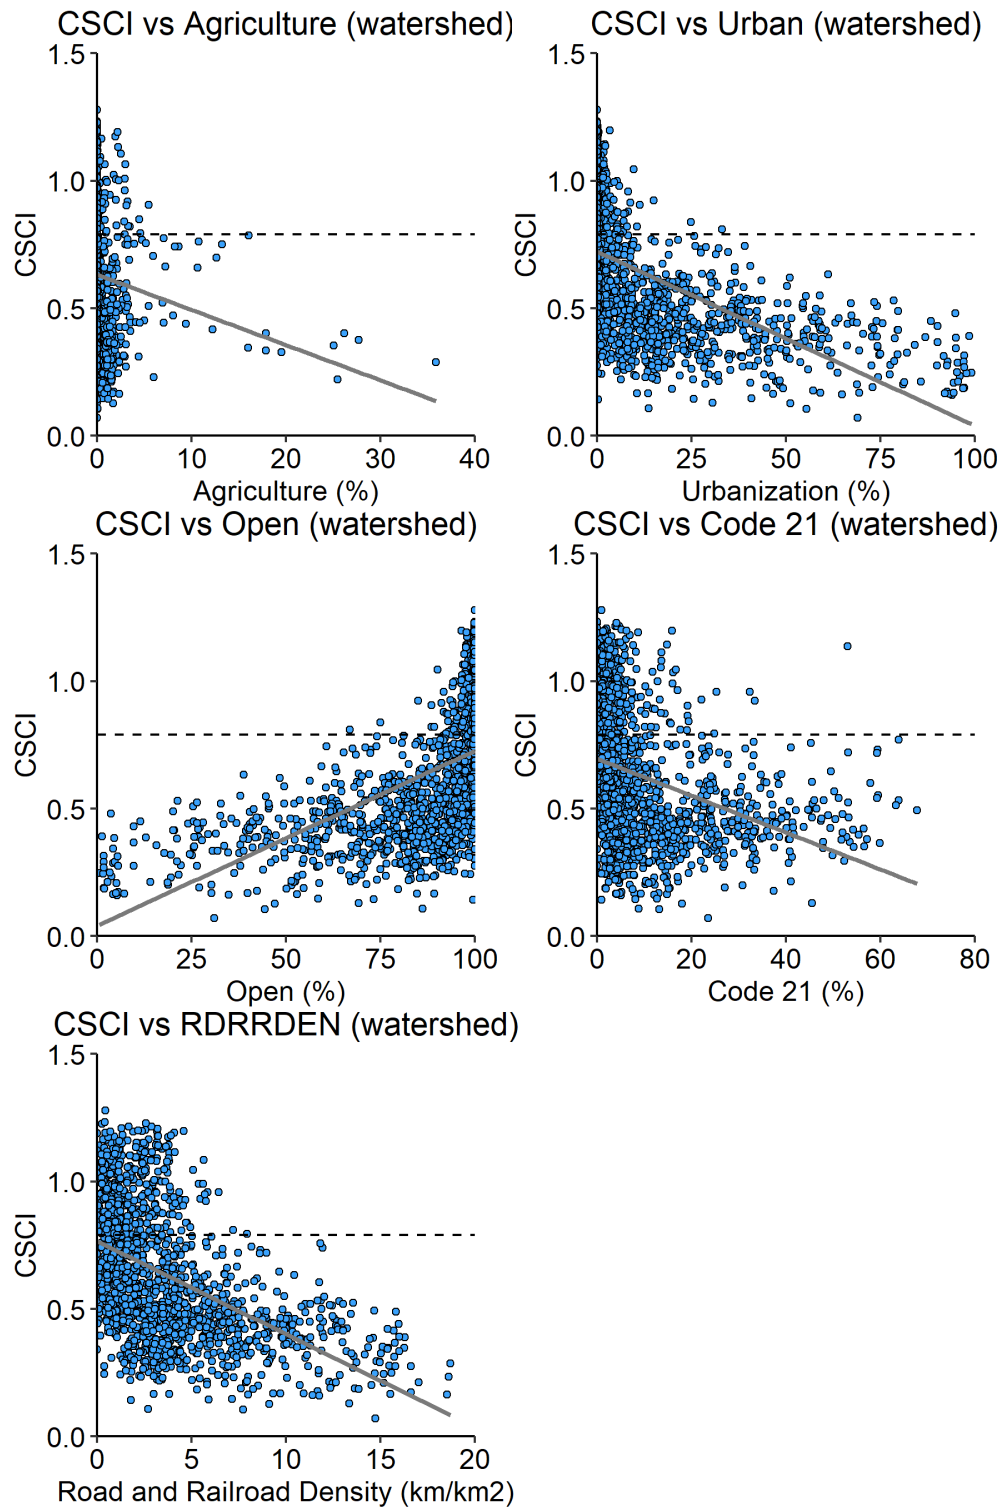 CSCI vs Agriculture (watershed)
CSCI
1.5
1.0
0.5
0.0
0 10 20 30 40
Agriculture (%)
CSCI vs Urban (watershed)
CSCI
1.5
1.0
0.5
0.0
0 25 50 75 100
Urbanization (%)
CSCI vs Open (watershed)
CSCI
1.5
1.0
0.5
0.0
0 25 50 75 100
Open (%)
CSCI vs Code 21 (watershed)
CSCI
1.5
1.0
0.5
0.0
0 20 40 60 80
Code 21 (%)
CSCI vs RDRRDEN (watershed)
CSCI
1.5
1.0
0.5
0.0
0 5 10 15 20
Road and Railroad Density (km/km2)